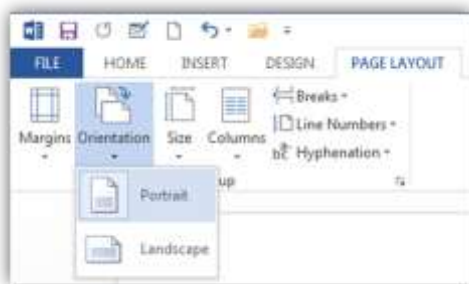 FILE HOME INSERT DESIGN PAGE LAYOUT
Breaks
Line Numbers
Margins Orientation Size Columns
Hyphenation
up
Portrait
Landscape